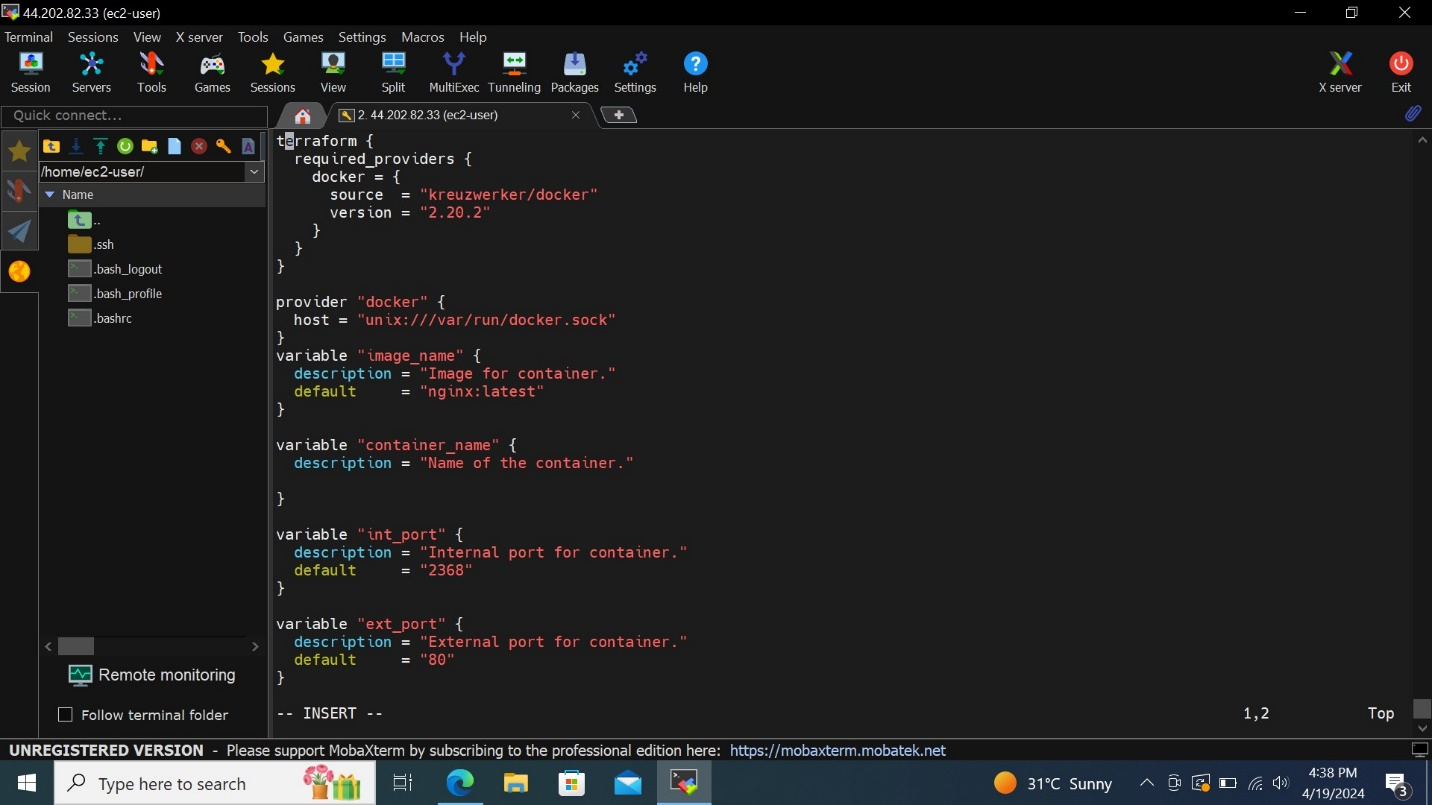 44.202.82.33 (ec2-user)
Terminal Sessions View X server Tools Games Settings Macros Help
Session Servers Tools Games Sessions View Split MultiExec Tunneling Packages Settings Help X server Exit
Quick connect...
2. 44.202.82.33 (ec2-user)
/home/ec2-user/
Name
..
.ssh
.bash_logout
.bash_profile
.bashrc
Remote monitoring
Follow terminal folder
terraform {
  required_providers {
    docker = {
      source  = "kreuzwerker/docker"
      version = "2.20.2"
    }
  }
}
provider "docker" {
  host = "unix:///var/run/docker.sock"
}
variable "image_name" {
  description = "Image for container."
  default     = "nginx:latest"
}
variable "container_name" {
  description = "Name of the container."
}
variable "int_port" {
  description = "Internal port for container."
  default     = "2368"
}
variable "ext_port" {
  description = "External port for container."
  default     = "80"
}
-- INSERT -- 1,2 Top
UNREGISTERED VERSION - Please support MobaXterm by subscribing to the professional edition here: https://mobaxterm.mobatek.net
Type here to search
31°C Sunny
4:38 PM
4/19/2024
3